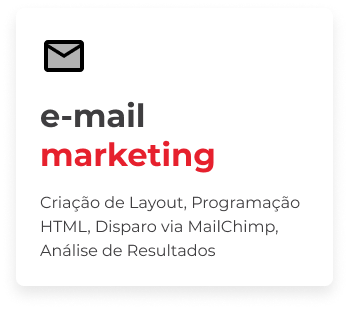 e-mail
marketing
Criação de Layout, Programação
HTML, Disparo via MailChimp,
Análise de Resultados